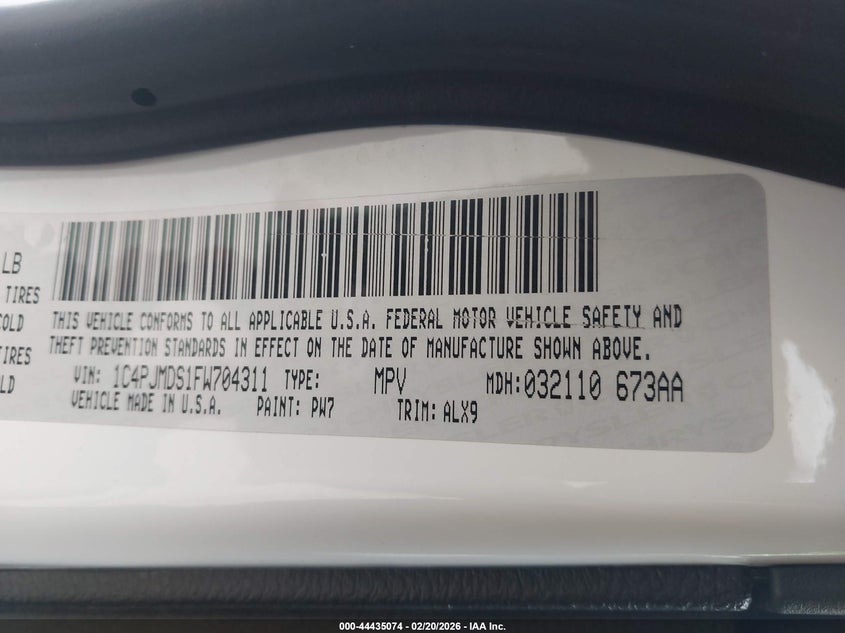 LB
TIRES
COLD
TIRES
LD
THIS VEHICLE CONFORMS TO ALL APPLICABLE U.S.A. FEDERAL MOTOR VEHICLE SAFETY AND
THEFT PREVENTION STANDARDS IN EFFECT ON THE DATE OF MANUFACTURE SHOWN ABOVE.
VIN: 1C4PJMDS1FW704311 TYPE: MPV MDH:032110 673AA
VEHICLE MADE IN U.S.A. PAINT: PW7 TRIM: ALX9
000-44435074 - 02/20/2026 - IAA Inc.